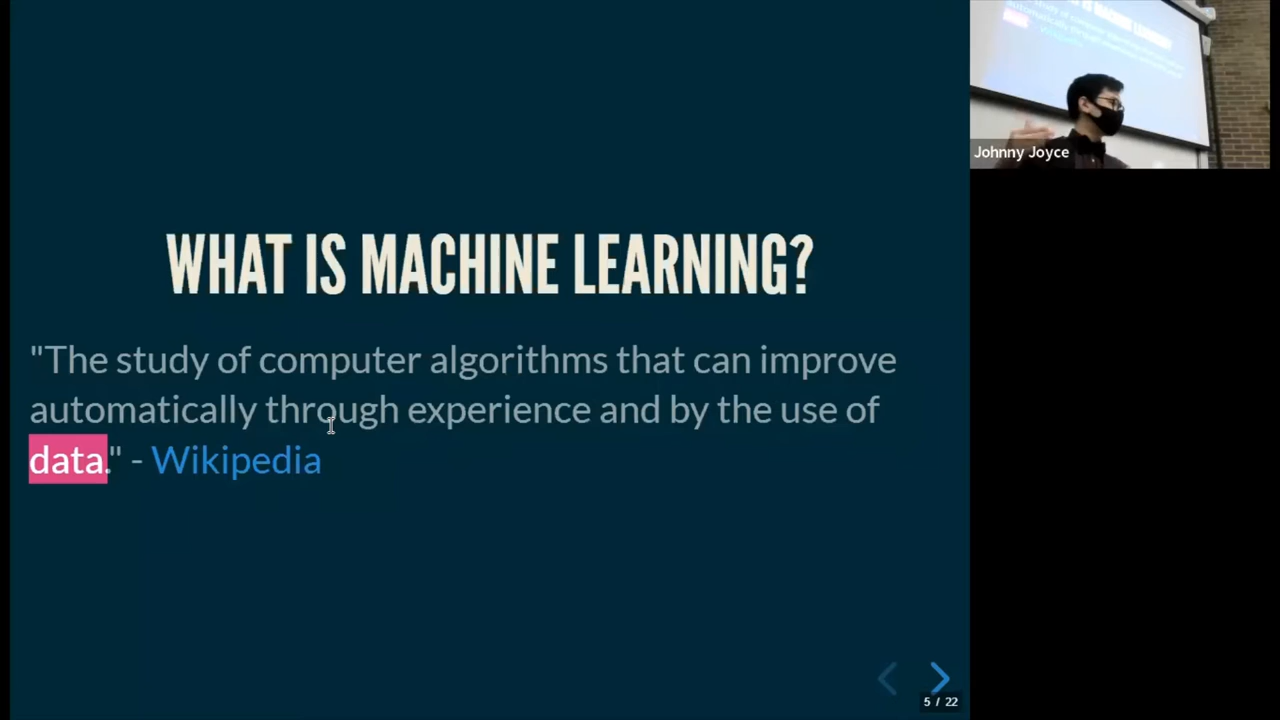 WHAT IS MACHINE LEARNING?
"The study of computer algorithms that can improve
automatically through experience and by the use of
data." - Wikipedia
Johnny Joyce
5 / 22